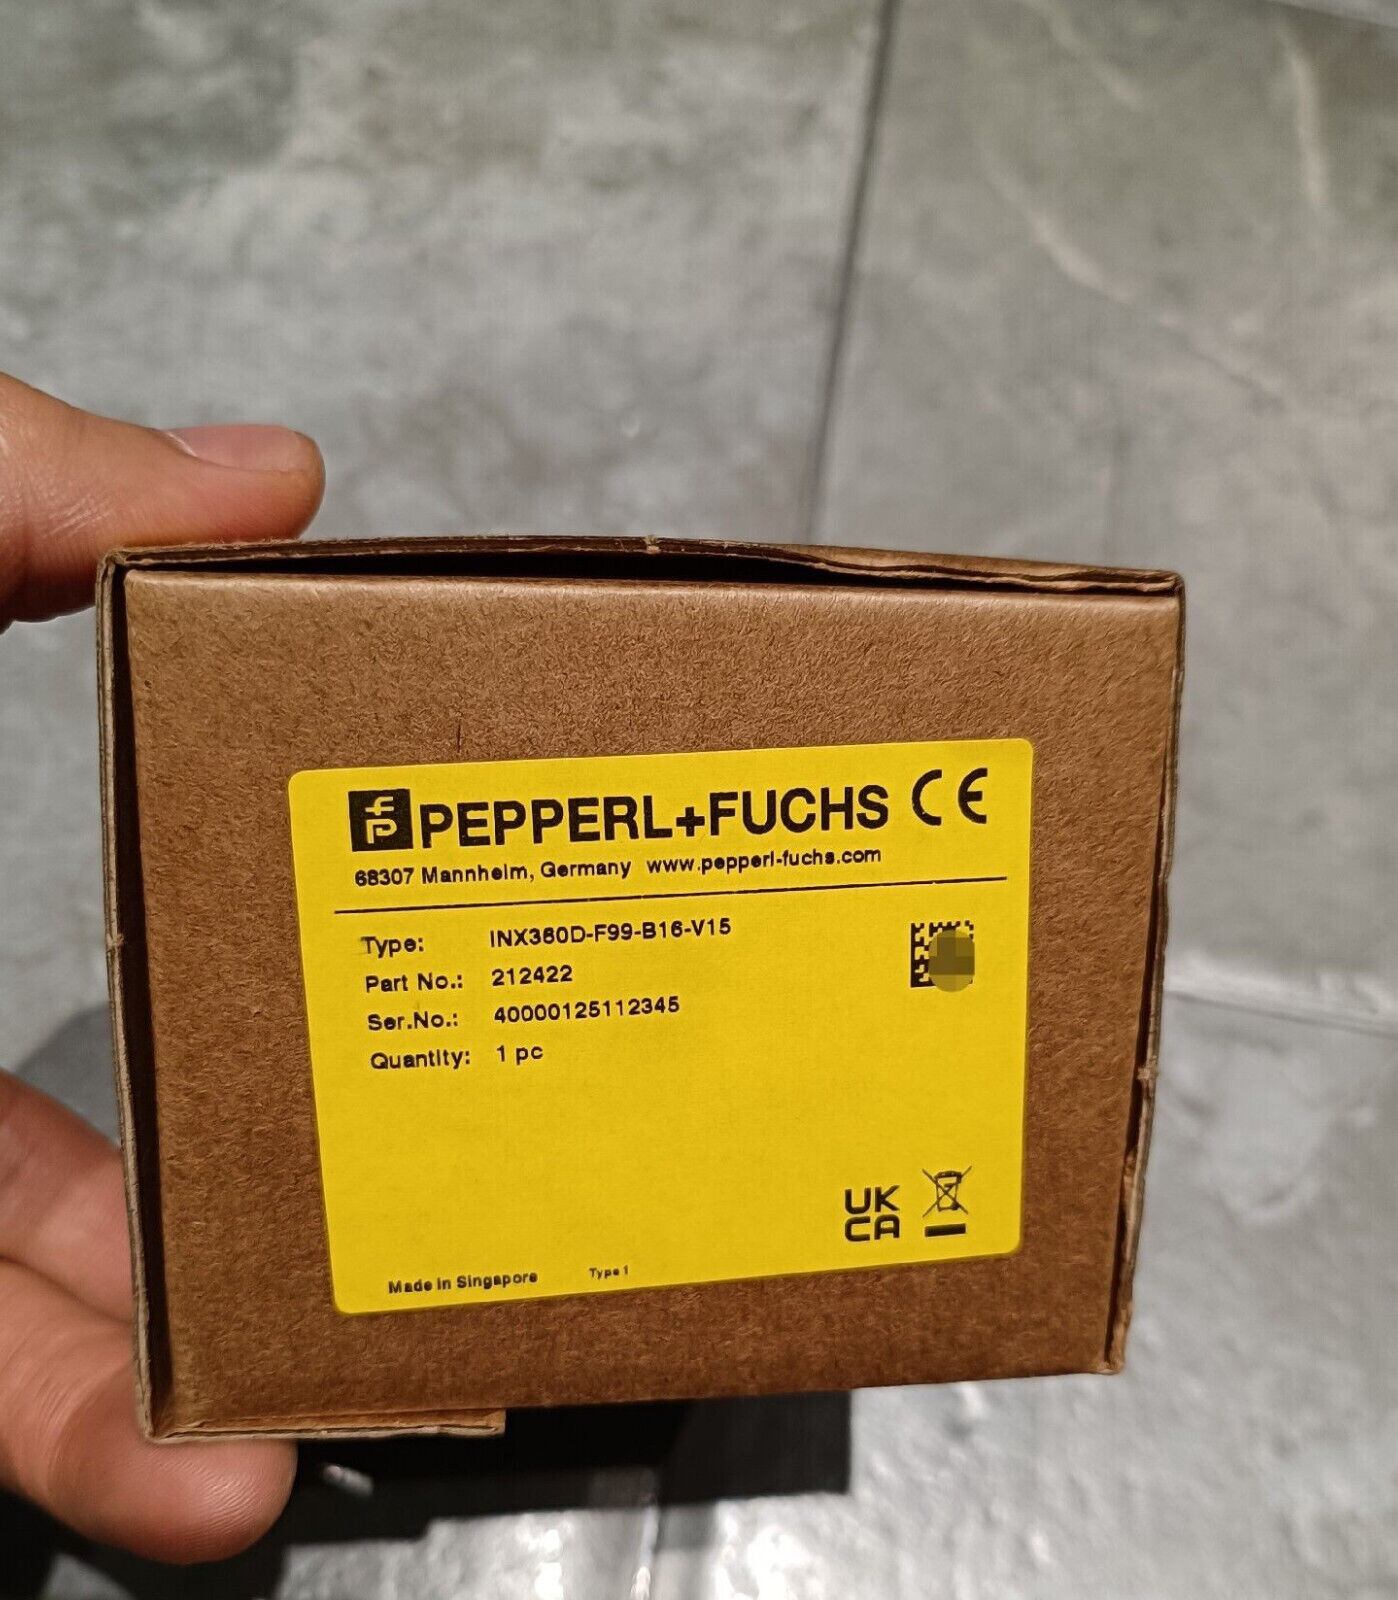 PEPPERL+FUCHS CE
68307 Mannheim, Germany www.pepperl-fuchs.com
Type: INX360D-F99-B16-V15
Part No.: 212422
Ser.No.: 40000125112345
Quantity: 1 pc
UK
CA
Made in Singapore Type 1